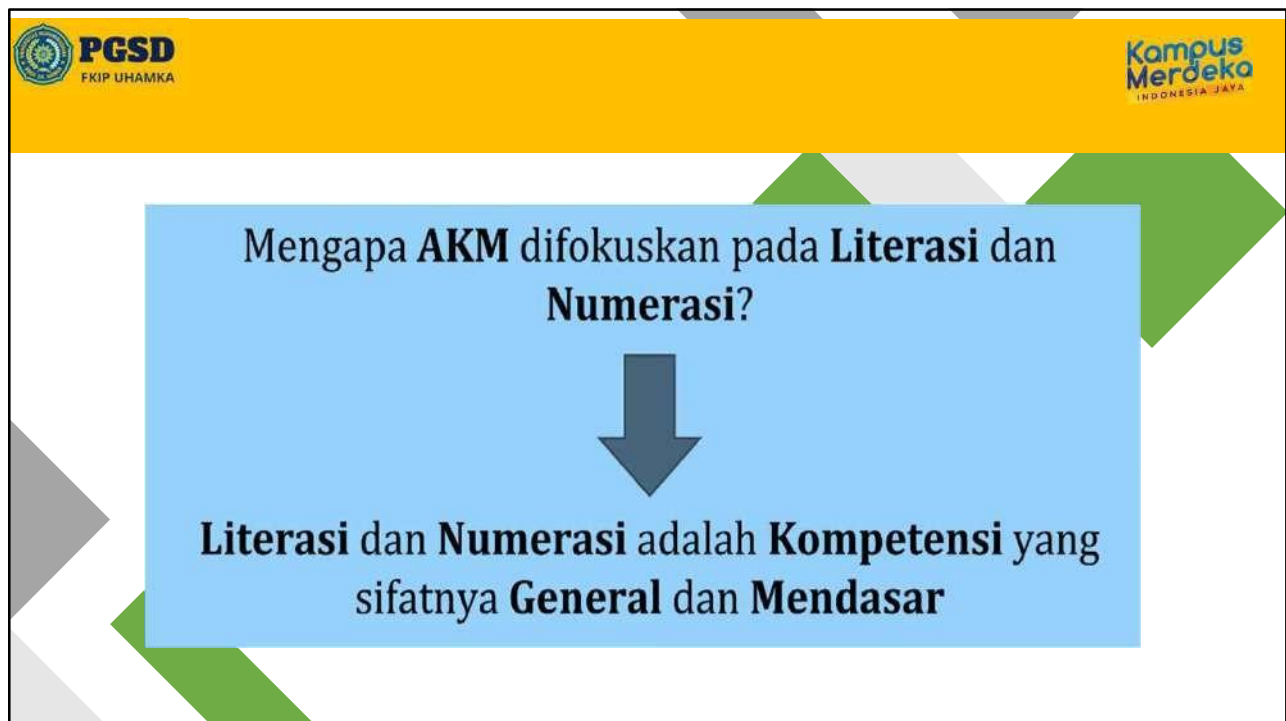 PGSD
FKIP UHAMKA
Kampus
Merdeka
INDONESIA JAYA
Mengapa AKM difokuskan pada Literasi dan
Numerasi?
Literasi dan Numerasi adalah Kompetensi yang
sifatnya General dan Mendasar